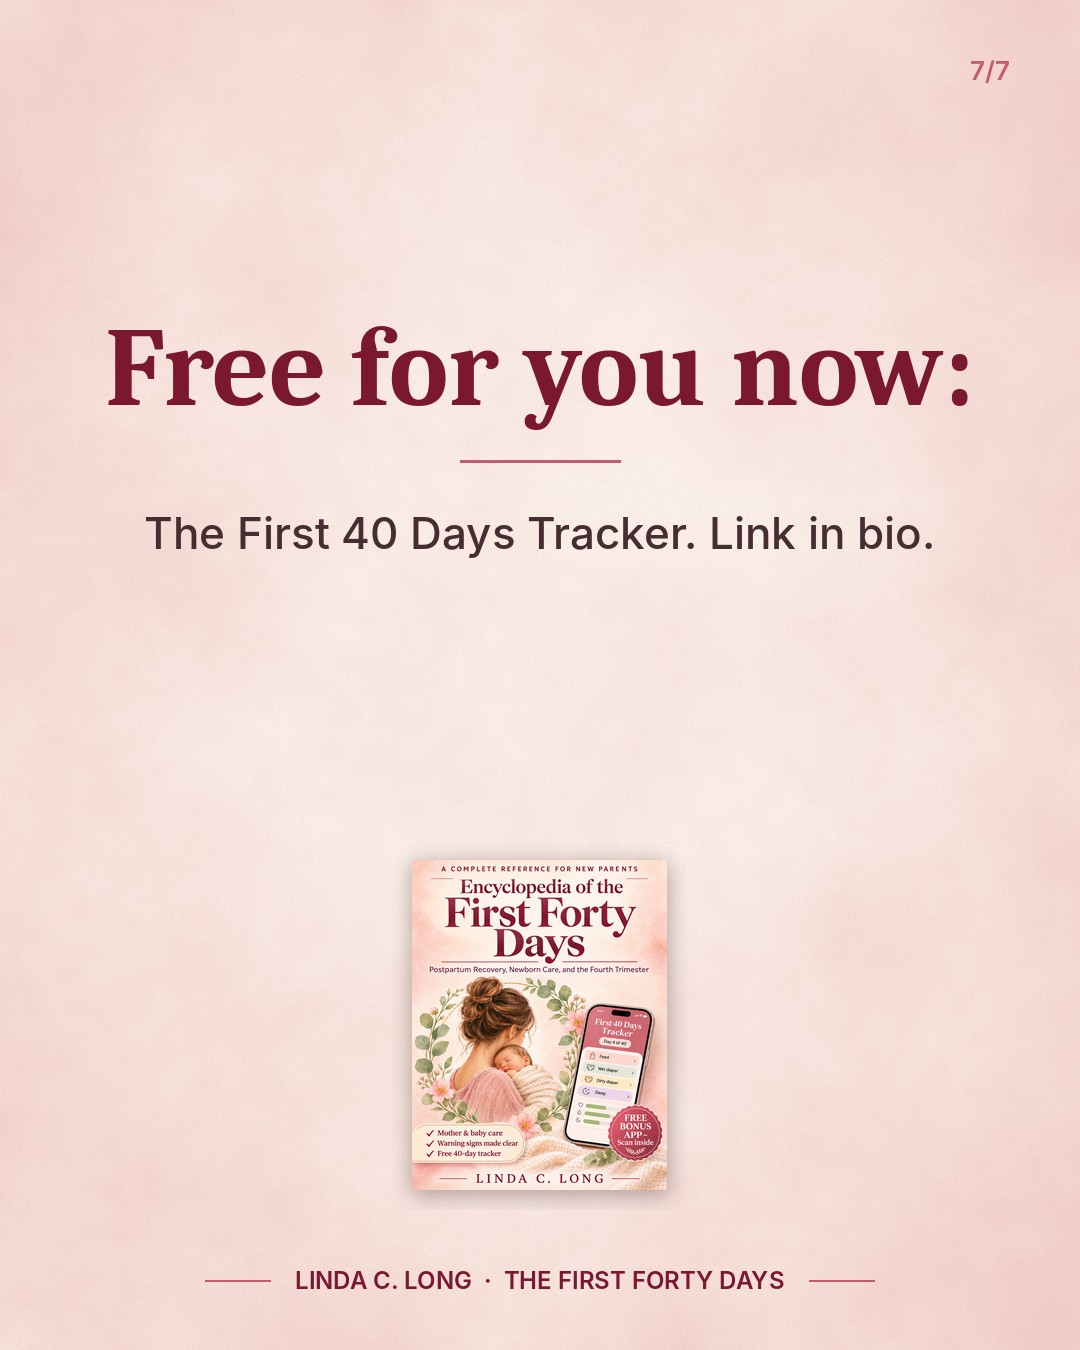 7/7
Free for you now:
The First 40 Days Tracker. Link in bio.
A COMPLETE REFERENCE FOR NEW PARENTS
Encyclopedia of the
First Forty
Days
Postpartum Recovery, Newborn Care, and the Fourth Trimester
First 40 Days
Tracker
Day 4 of 40
Feed
Wet diaper
Dirty diaper
Sleep
FREE
BONUS
APP –
Scan inside
Mother & baby care
Warning signs made clear
Free 40-day tracker
LINDA C. LONG
LINDA C. LONG · THE FIRST FORTY DAYS